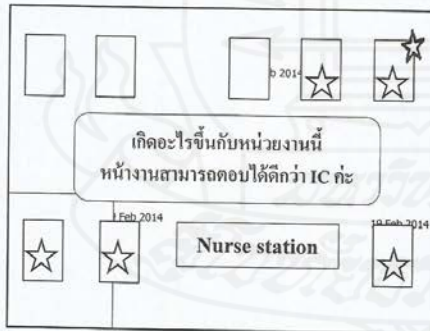 b 2014
เกิดอะไรขึ้นกับหน่วยงานนี้
หน้างานสามารถตอบได้ดีกว่า IC ค่ะ
Feb 2014
19 Feb 2014
Nurse station